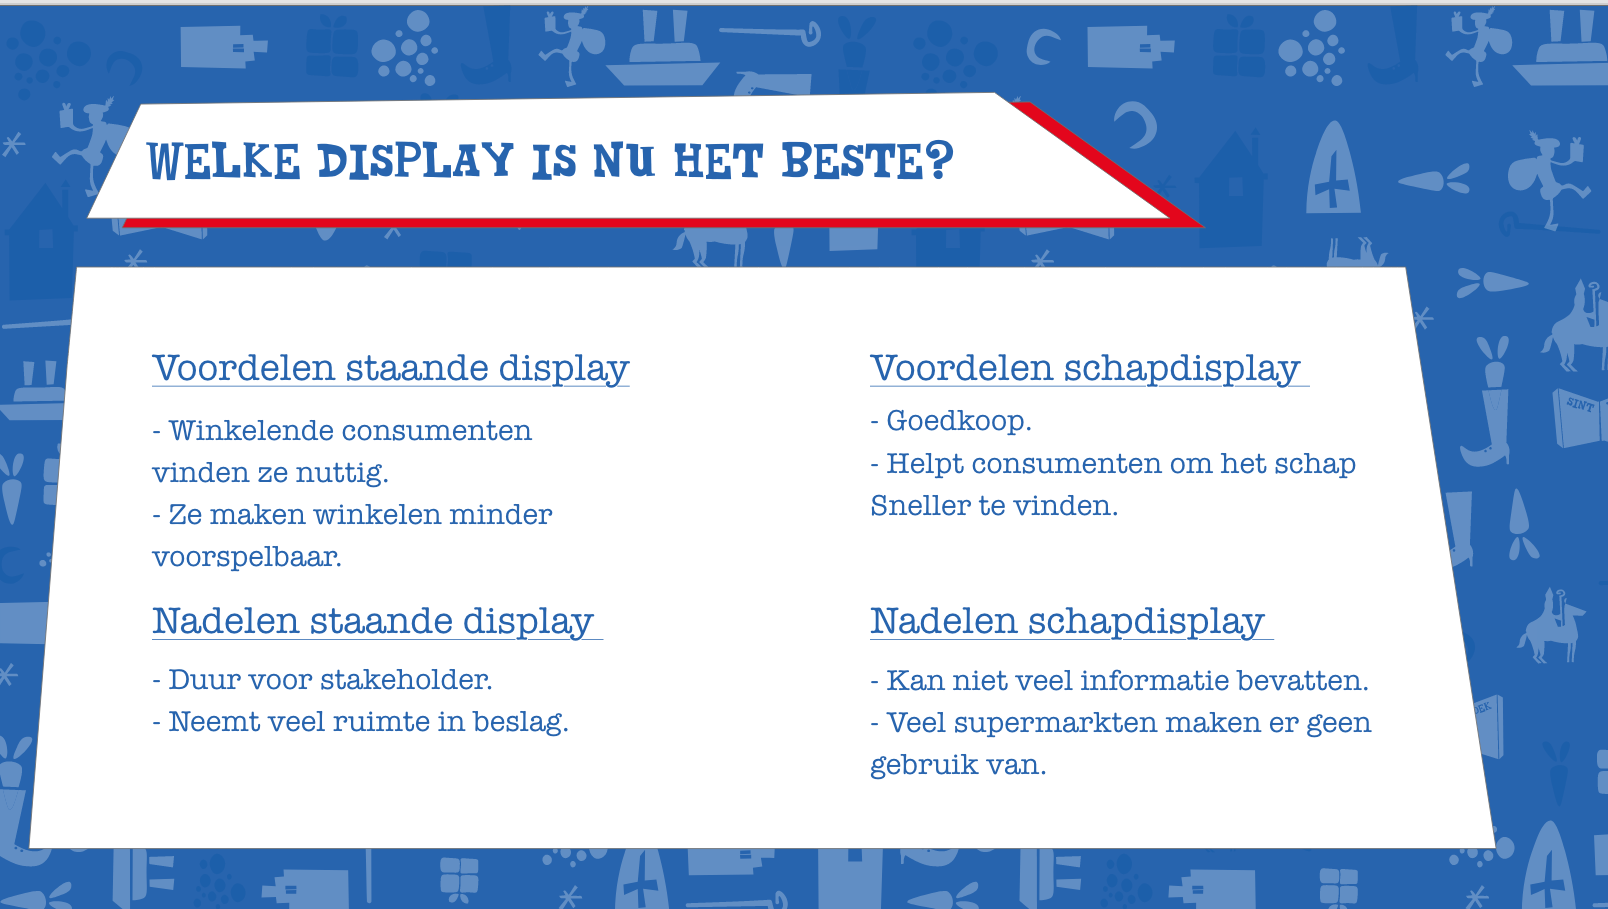 WELKE DISPLAY IS NU HET BESTE?
Voordelen staande display
- Winkelende consumenten
vinden ze nuttig.
- Ze maken winkelen minder
voorspelbaar.
Nadelen staande display
- Duur voor stakeholder.
- Neemt veel ruimte in beslag.
Voordelen schapdisplay
- Goedkoop.
- Helpt consumenten om het schap
Sneller te vinden.
Nadelen schapdisplay
- Kan niet veel informatie bevatten.
- Veel supermarkten maken er geen
gebruik van.
SINT